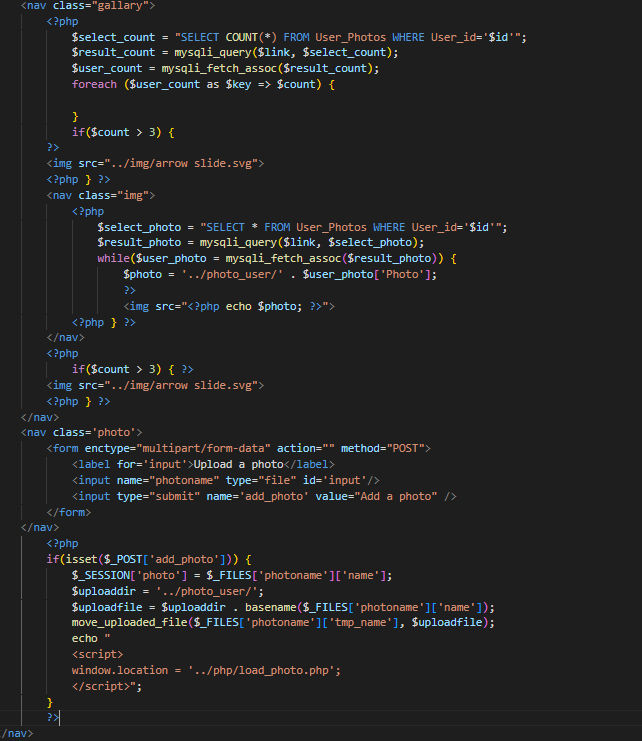 <nav class="gallary">
<?php
$select_count = "SELECT COUNT(*) FROM User_Photos WHERE User_id='$id'";
$result_count = mysqli_query($link, $select_count);
$user_count = mysqli_fetch_assoc($result_count);
foreach ($user_count as $key => $count) {
}
if($count > 3) {
?>
<img src="../img/arrow slide.svg">
<?php } ?>
<nav class="img">
<?php
$select_photo = "SELECT * FROM User_Photos WHERE User_id='$id'";
$result_photo = mysqli_query($link, $select_photo);
while($user_photo = mysqli_fetch_assoc($result_photo)) {
$photo = '../photo_user/' . $user_photo['Photo'];
?>
<img src="<?php echo $photo; ?>">
<?php } ?>
</nav>
<?php
if($count > 3) { ?>
<img src="../img/arrow slide.svg">
<?php } ?>
</nav>
<nav class='photo'>
<form enctype="multipart/form-data" action="" method="POST">
<label for='input'>Upload a photo</label>
<input name="photoname" type="file" id='input'/>
<input type="submit" name='add_photo' value="Add a photo" />
</form>
</nav>
<?php
if(isset($_POST['add_photo'])) {
$_SESSION['photo'] = $_FILES['photoname']['name'];
$uploaddir = '../photo_user/';
$uploadfile = $uploaddir . basename($_FILES['photoname']['name']);
move_uploaded_file($_FILES['photoname']['tmp_name'], $uploadfile);
echo "
<script>
window.location = '../php/load_photo.php';
</script>";
}
?>
/nav>